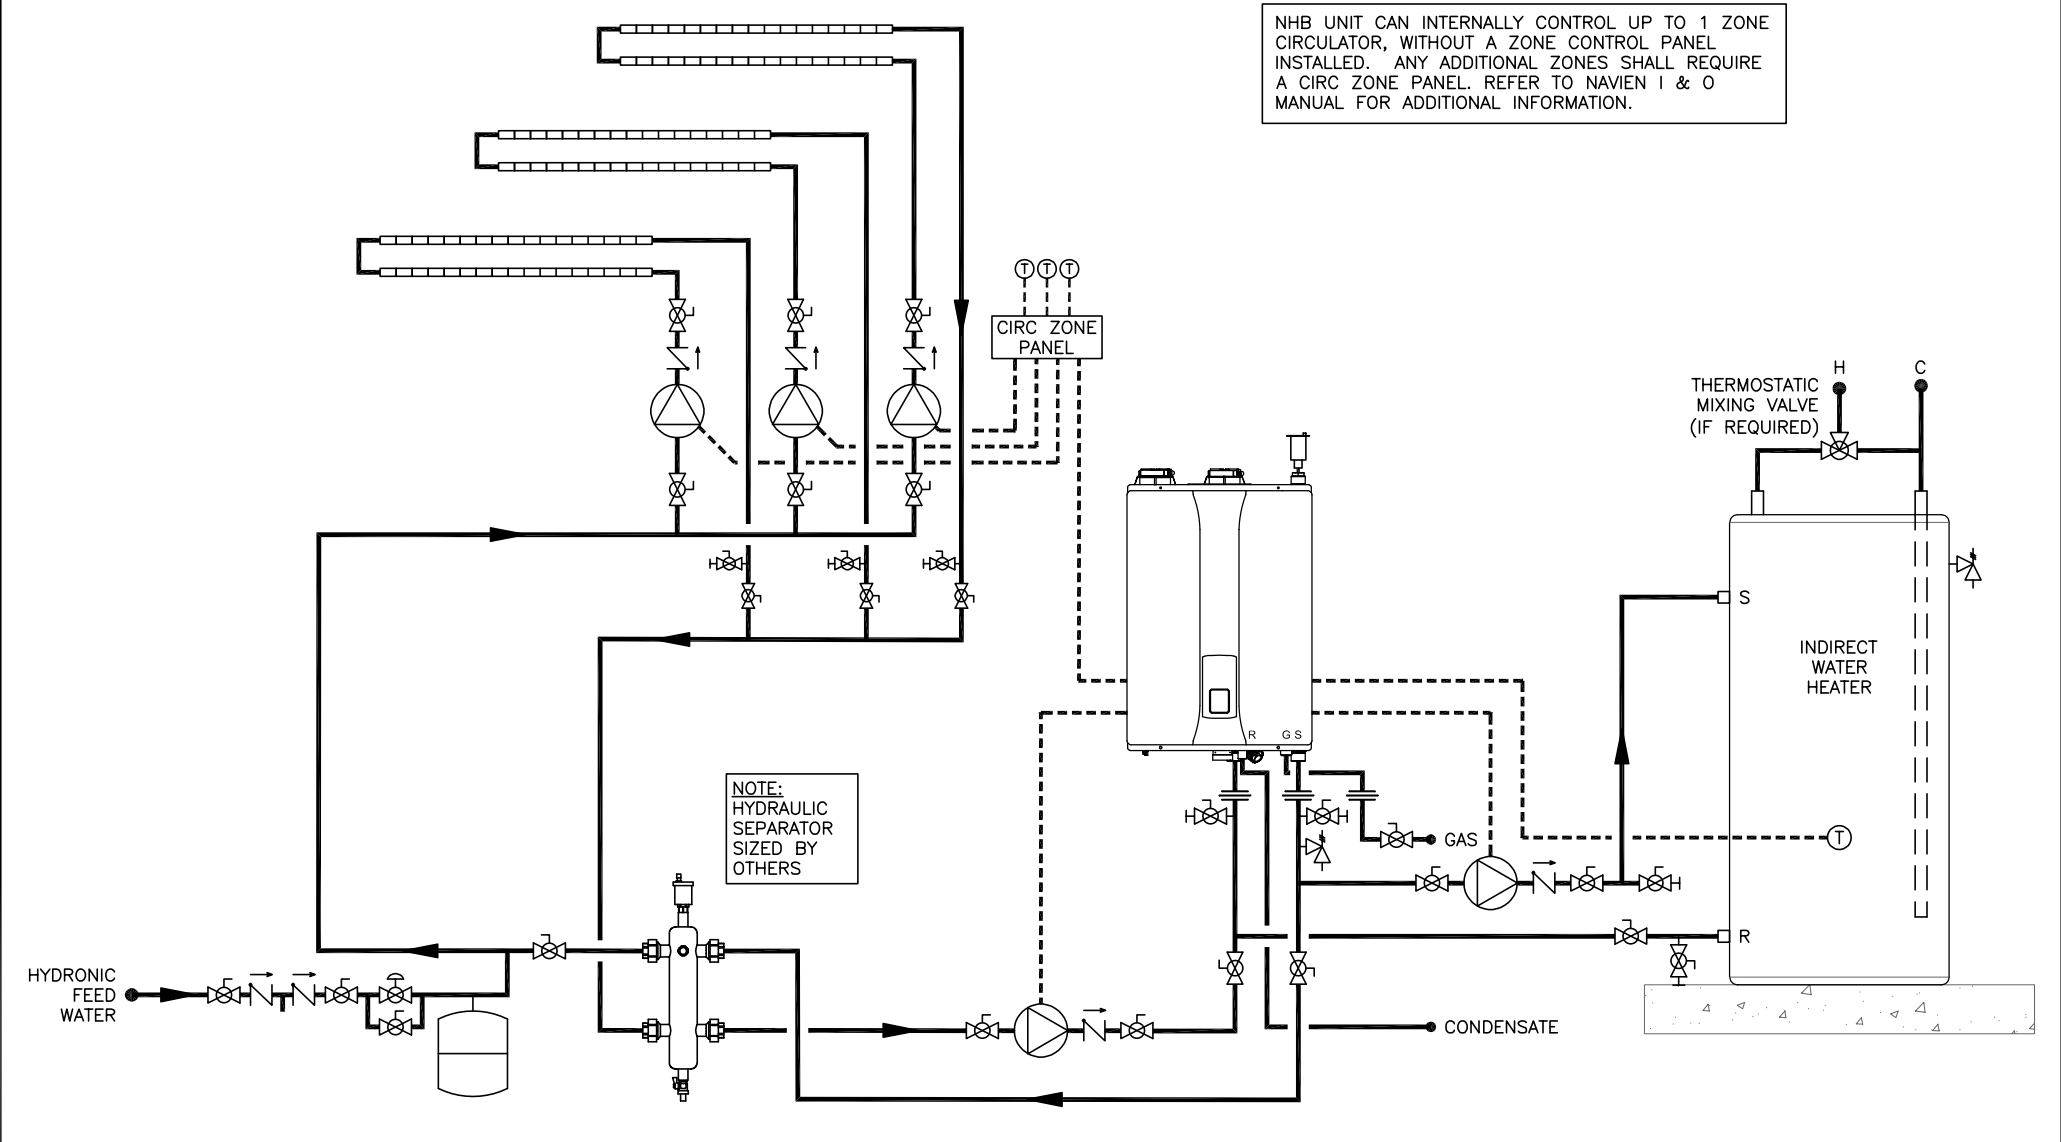 NHB UNIT CAN INTERNALLY CONTROL UP TO 1 ZONE
CIRCULATOR, WITHOUT A ZONE CONTROL PANEL
INSTALLED. ANY ADDITIONAL ZONES SHALL REQUIRE
A CIRC ZONE PANEL. REFER TO NAVIEN I & O
MANUAL FOR ADDITIONAL INFORMATION.
T T T
CIRC ZONE
PANEL
H
C
THERMOSTATIC
MIXING VALVE
(IF REQUIRED)
S
INDIRECT
WATER
HEATER
R G S
NOTE:
HYDRAULIC
SEPARATOR
SIZED BY
OTHERS
GAS
T
R
HYDRONIC
FEED
WATER
CONDENSATE